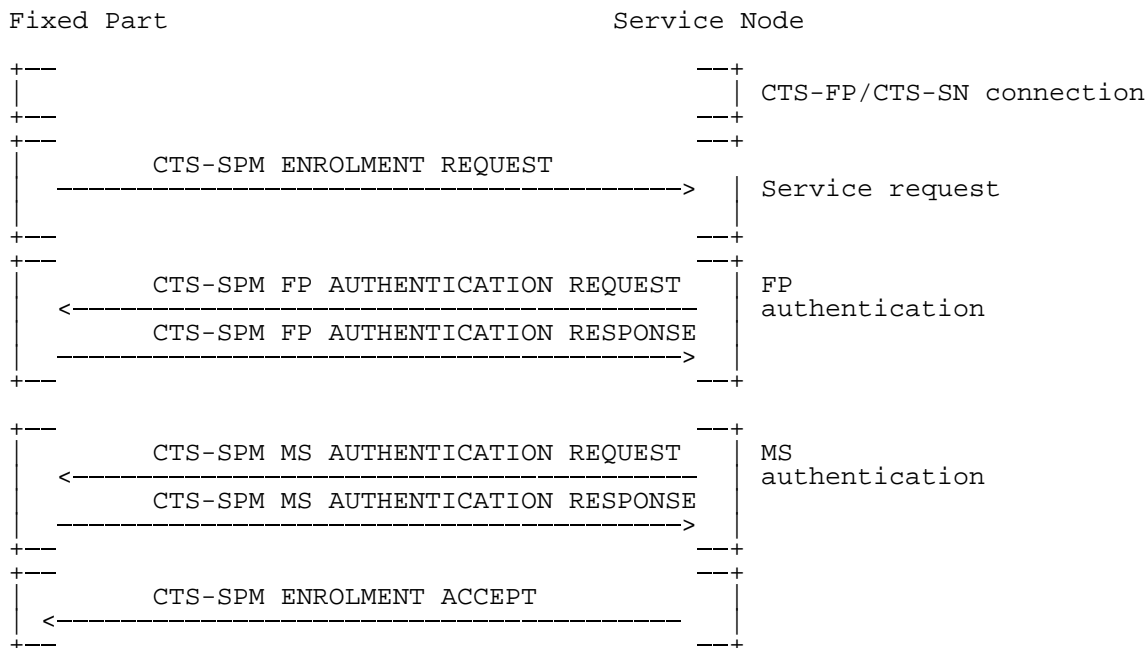 Fixed Part Service Node
CTS-FP/CTS-SN connection
CTS-SPM ENROLMENT REQUEST
Service request
CTS-SPM FP AUTHENTICATION REQUEST FP
authentication
CTS-SPM FP AUTHENTICATION RESPONSE
CTS-SPM MS AUTHENTICATION REQUEST MS
authentication
CTS-SPM MS AUTHENTICATION RESPONSE
CTS-SPM ENROLMENT ACCEPT